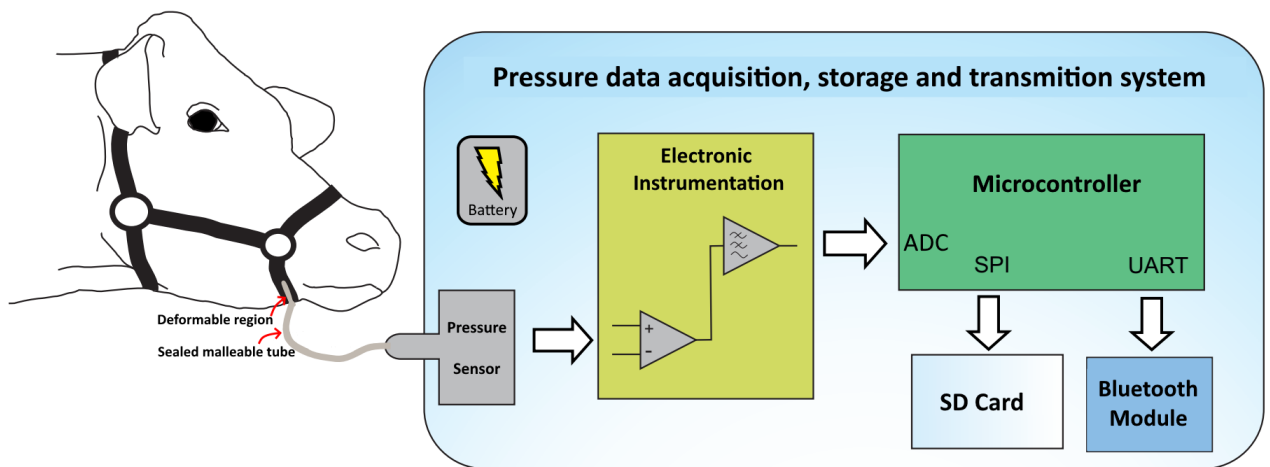 Pressure data acquisition, storage and transmition system
Battery
Electronic
Instrumentation
Microcontroller
ADC
SPI
UART
Deformable region
Sealed malleable tube
Pressure
Sensor
+
-
SD Card
Bluetooth
Module